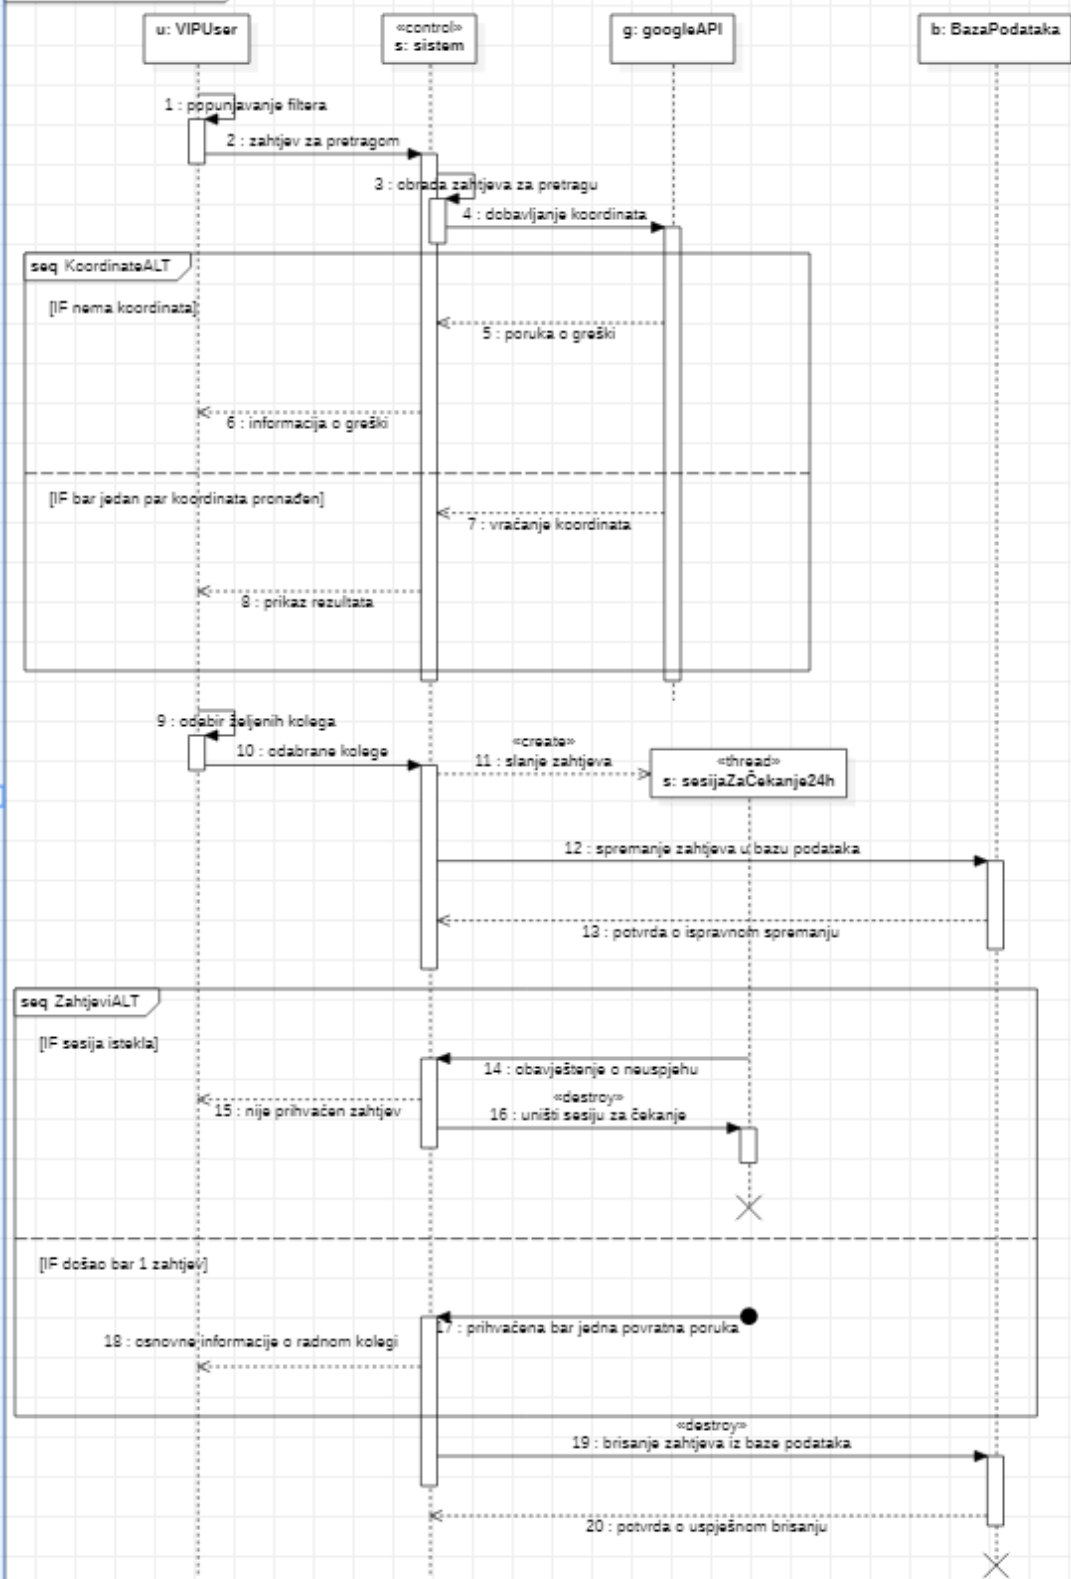 u: VIPUser
«control»
s: sistem
g: googleAPI
b: BazaPodataka
1 : popunjavanje filtera
2 : zahtjev za pretragom
3 : obrada zahtjeva za pretragu
4 : dobavljanje koordinata
seq KoordinateALT
[IF nema koordinata]
5 : poruka o greški
6 : informacija o greški
[IF bar jedan par koordinata pronađen]
7 : vraćanje koordinata
8 : prikaz rezultata
9 : odabir željenih kolega
10 : odabrane kolege
«create»
11 : slanje zahtjeva
«thread»
s: sesijaZaČekanje24h
12 : spremanje zahtjeva u bazu podataka
13 : potvrda o ispravnom spremanju
seq ZahtjeviALT
[IF sesija istekla]
14 : obavještenje o neuspjehu
15 : nije prihvaćen zahtjev
«destroy»
16 : uništi sesiju za čekanje
[IF došao bar 1 zahtjev]
17 : prihvaćena bar jedna povratna poruka
18 : osnovne informacije o radnom kolegi
«destroy»
19 : brisanje zahtjeva iz baze podataka
20 : potvrda o uspješnom brisanju